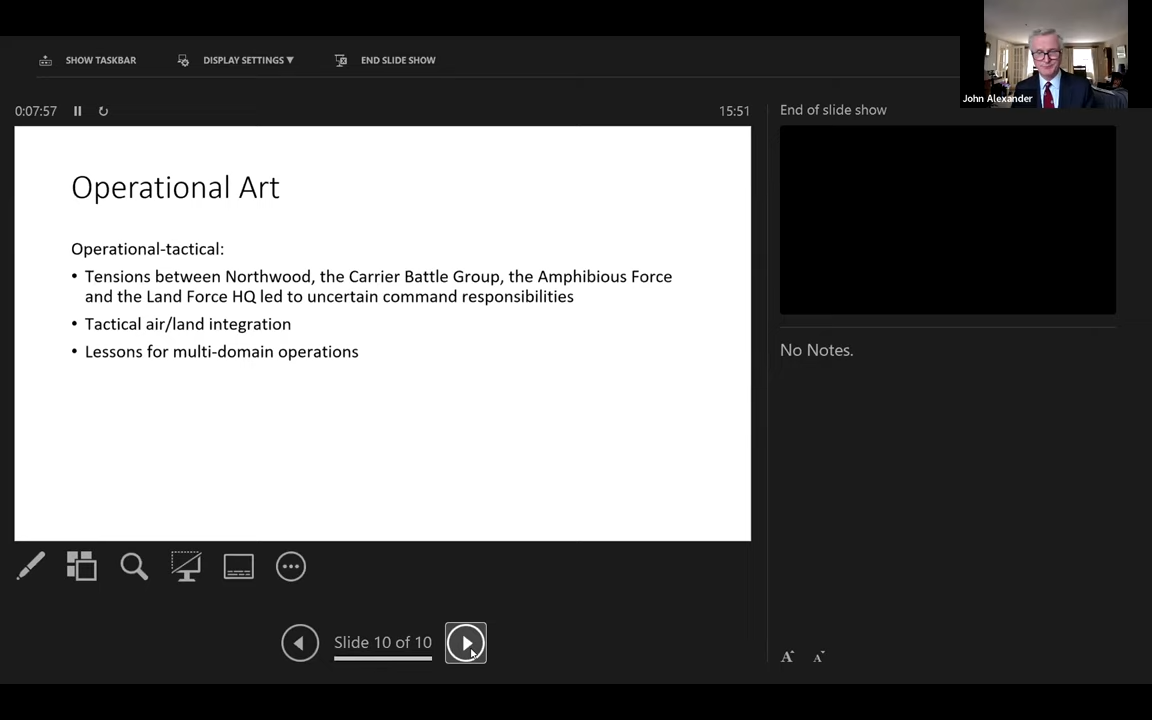 SHOW TASKBAR
DISPLAY SETTINGS ▼
END SLIDE SHOW
John Alexander
0:07:57
15:51
End of slide show
Operational Art
Operational-tactical:
• Tensions between Northwood, the Carrier Battle Group, the Amphibious Force
and the Land Force HQ led to uncertain command responsibilities
• Tactical air/land integration
• Lessons for multi-domain operations
No Notes.
Slide 10 of 10
A A